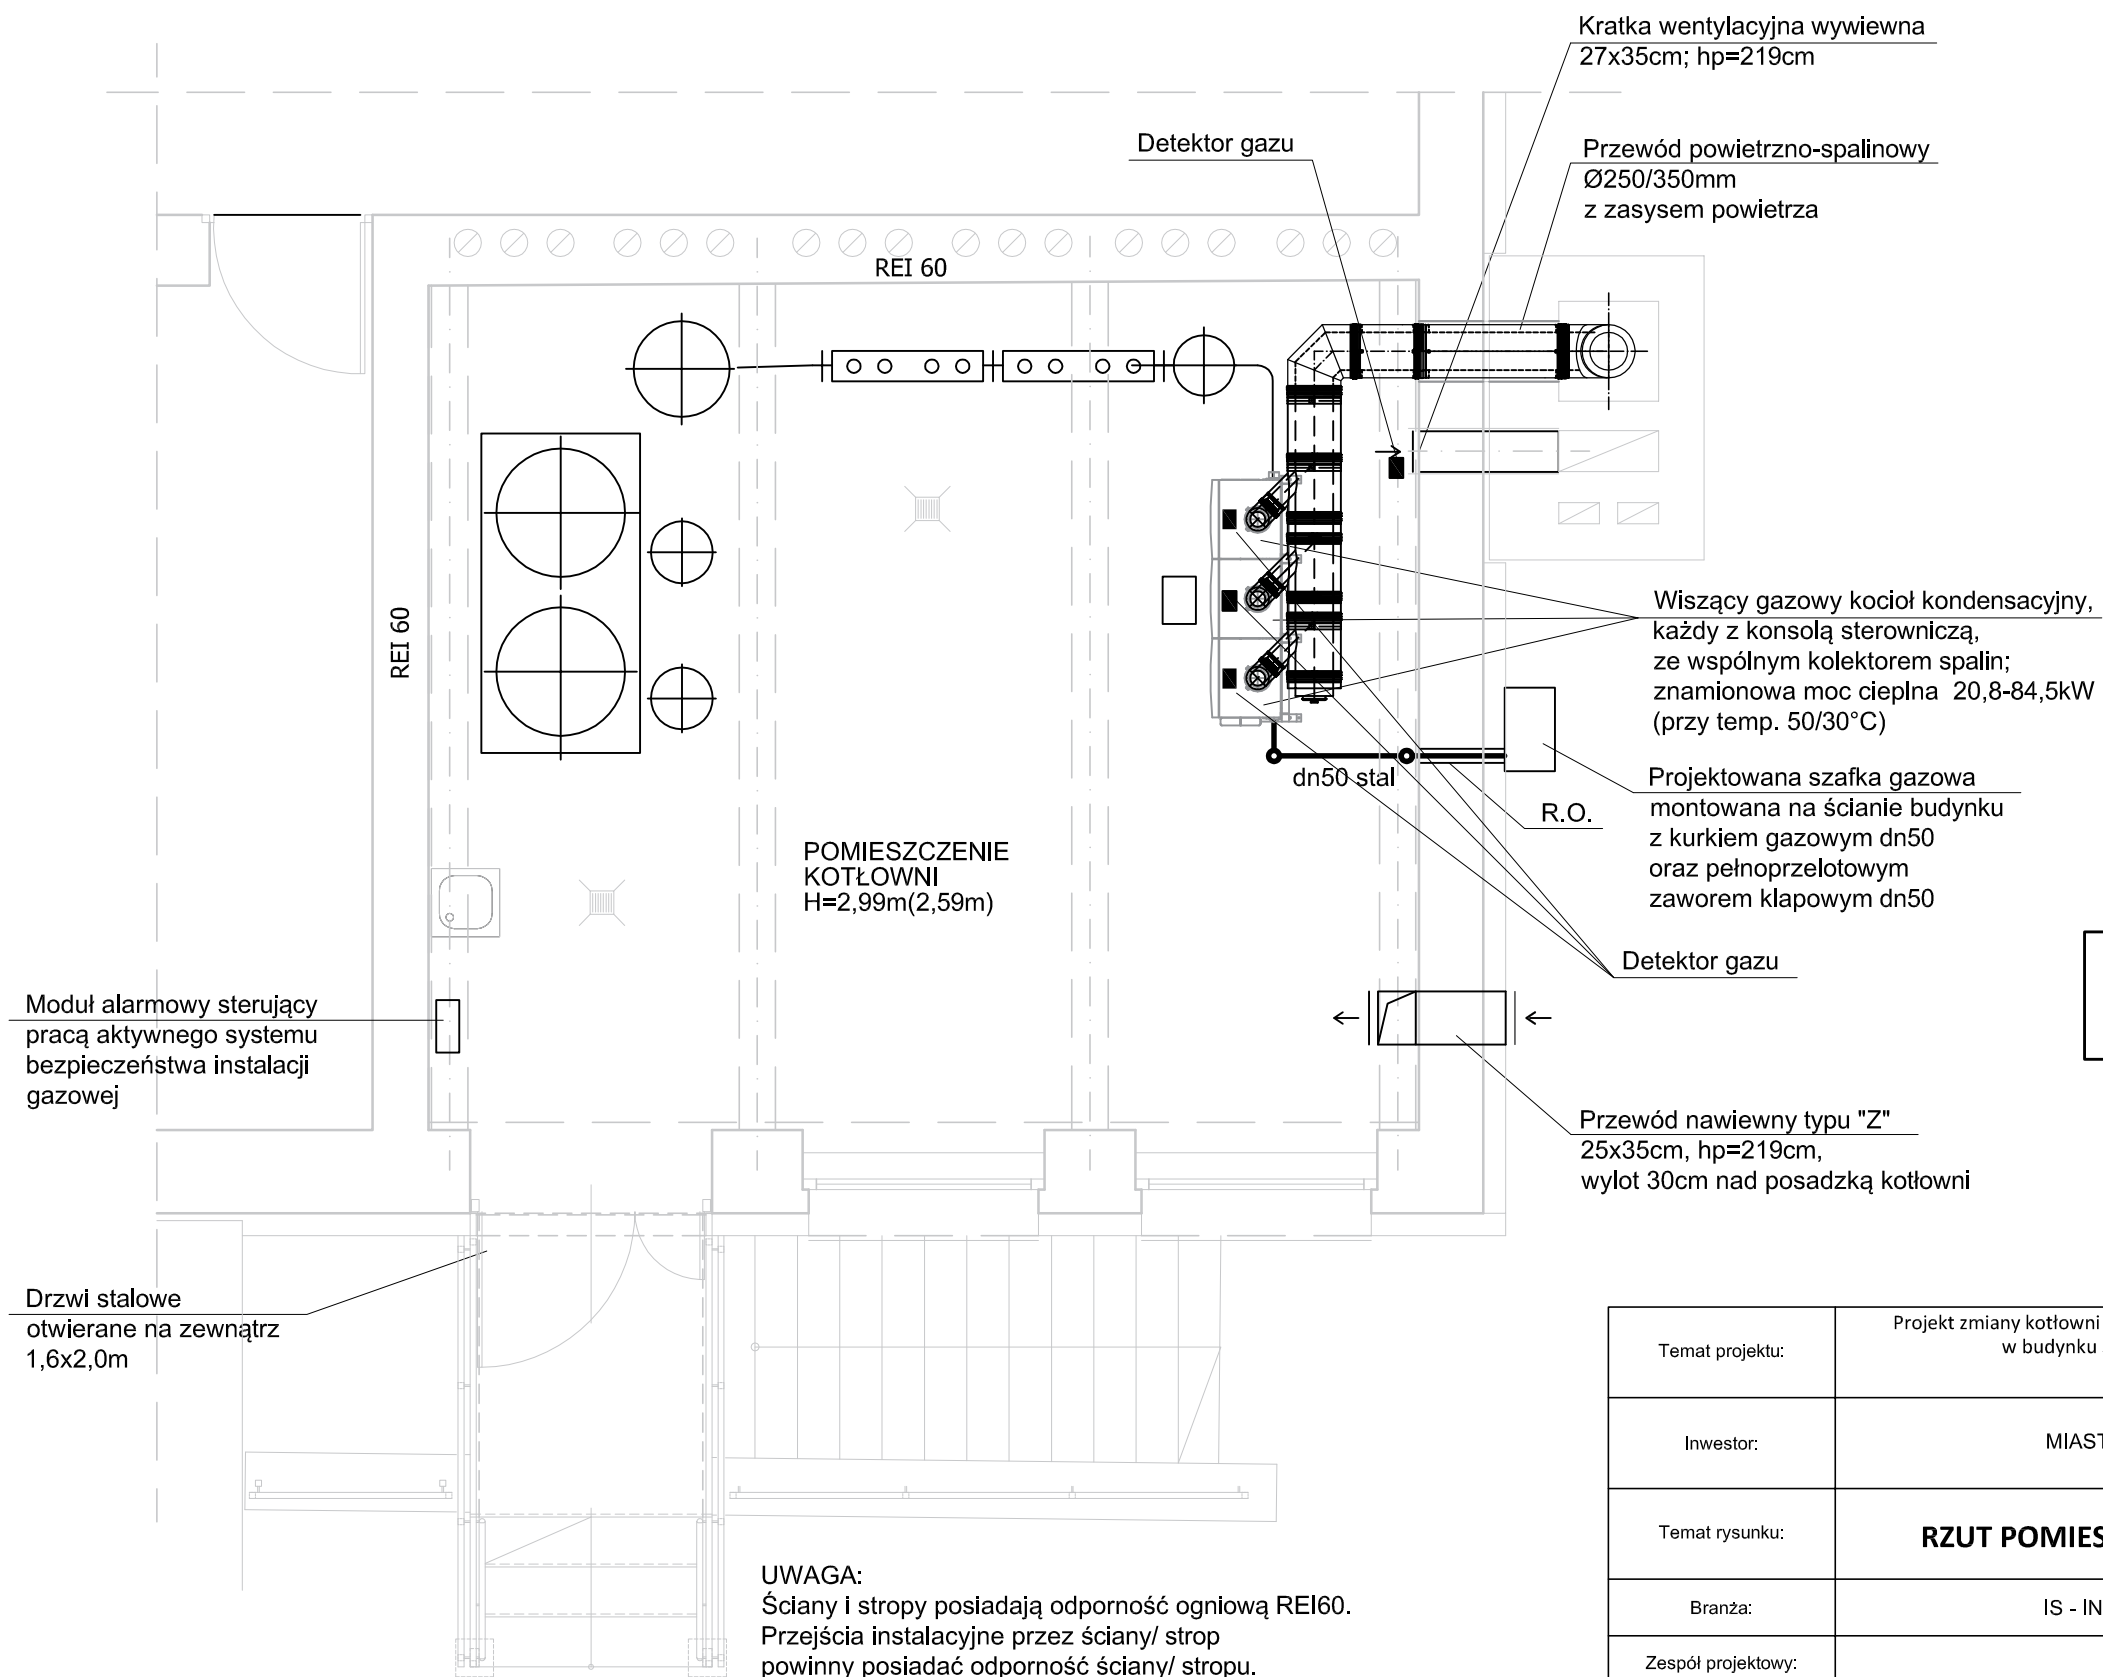 Kratka wentylacyjna wywiewna
27x35cm; hp=219cm
Detektor gazu
Przewód powietrzno-spalinowy
Ø250/350mm
z zasysem powietrza
REI 60
REI 60
Wiszący gazowy kocioł kondensacyjny,
każdy z konsolą sterowniczą,
ze wspólnym kolektorem spalin;
znamionowa moc cieplna 20,8-84,5kW
(przy temp. 50/30°C)
dn50 stal
R.O.
Projektowana szafka gazowa
montowana na ścianie budynku
z kurkiem gazowym dn50
oraz pełnoprzelotowym
zaworem klapowym dn50
POMIESZCZENIE
KOTŁOWNI
H=2,99m(2,59m)
Detektor gazu
Moduł alarmowy sterujący
pracą aktywnego systemu
bezpieczeństwa instalacji
gazowej
Przewód nawiewny typu "Z"
25x35cm, hp=219cm,
wylot 30cm nad posadzką kotłowni
Drzwi stalowe
otwierane na zewnątrz
1,6x2,0m
UWAGA:
Ściany i stropy posiadają odporność ogniową REI60.
Przejścia instalacyjne przez ściany/ strop
powinny posiadać odporność ściany/ stropu.
Temat projektu:
Projekt zmiany kotłowni
w budynku
Inwestor:
MIAST
Temat rysunku:
RZUT POMIES
Branża:
IS - IN
Zespół projektowy: